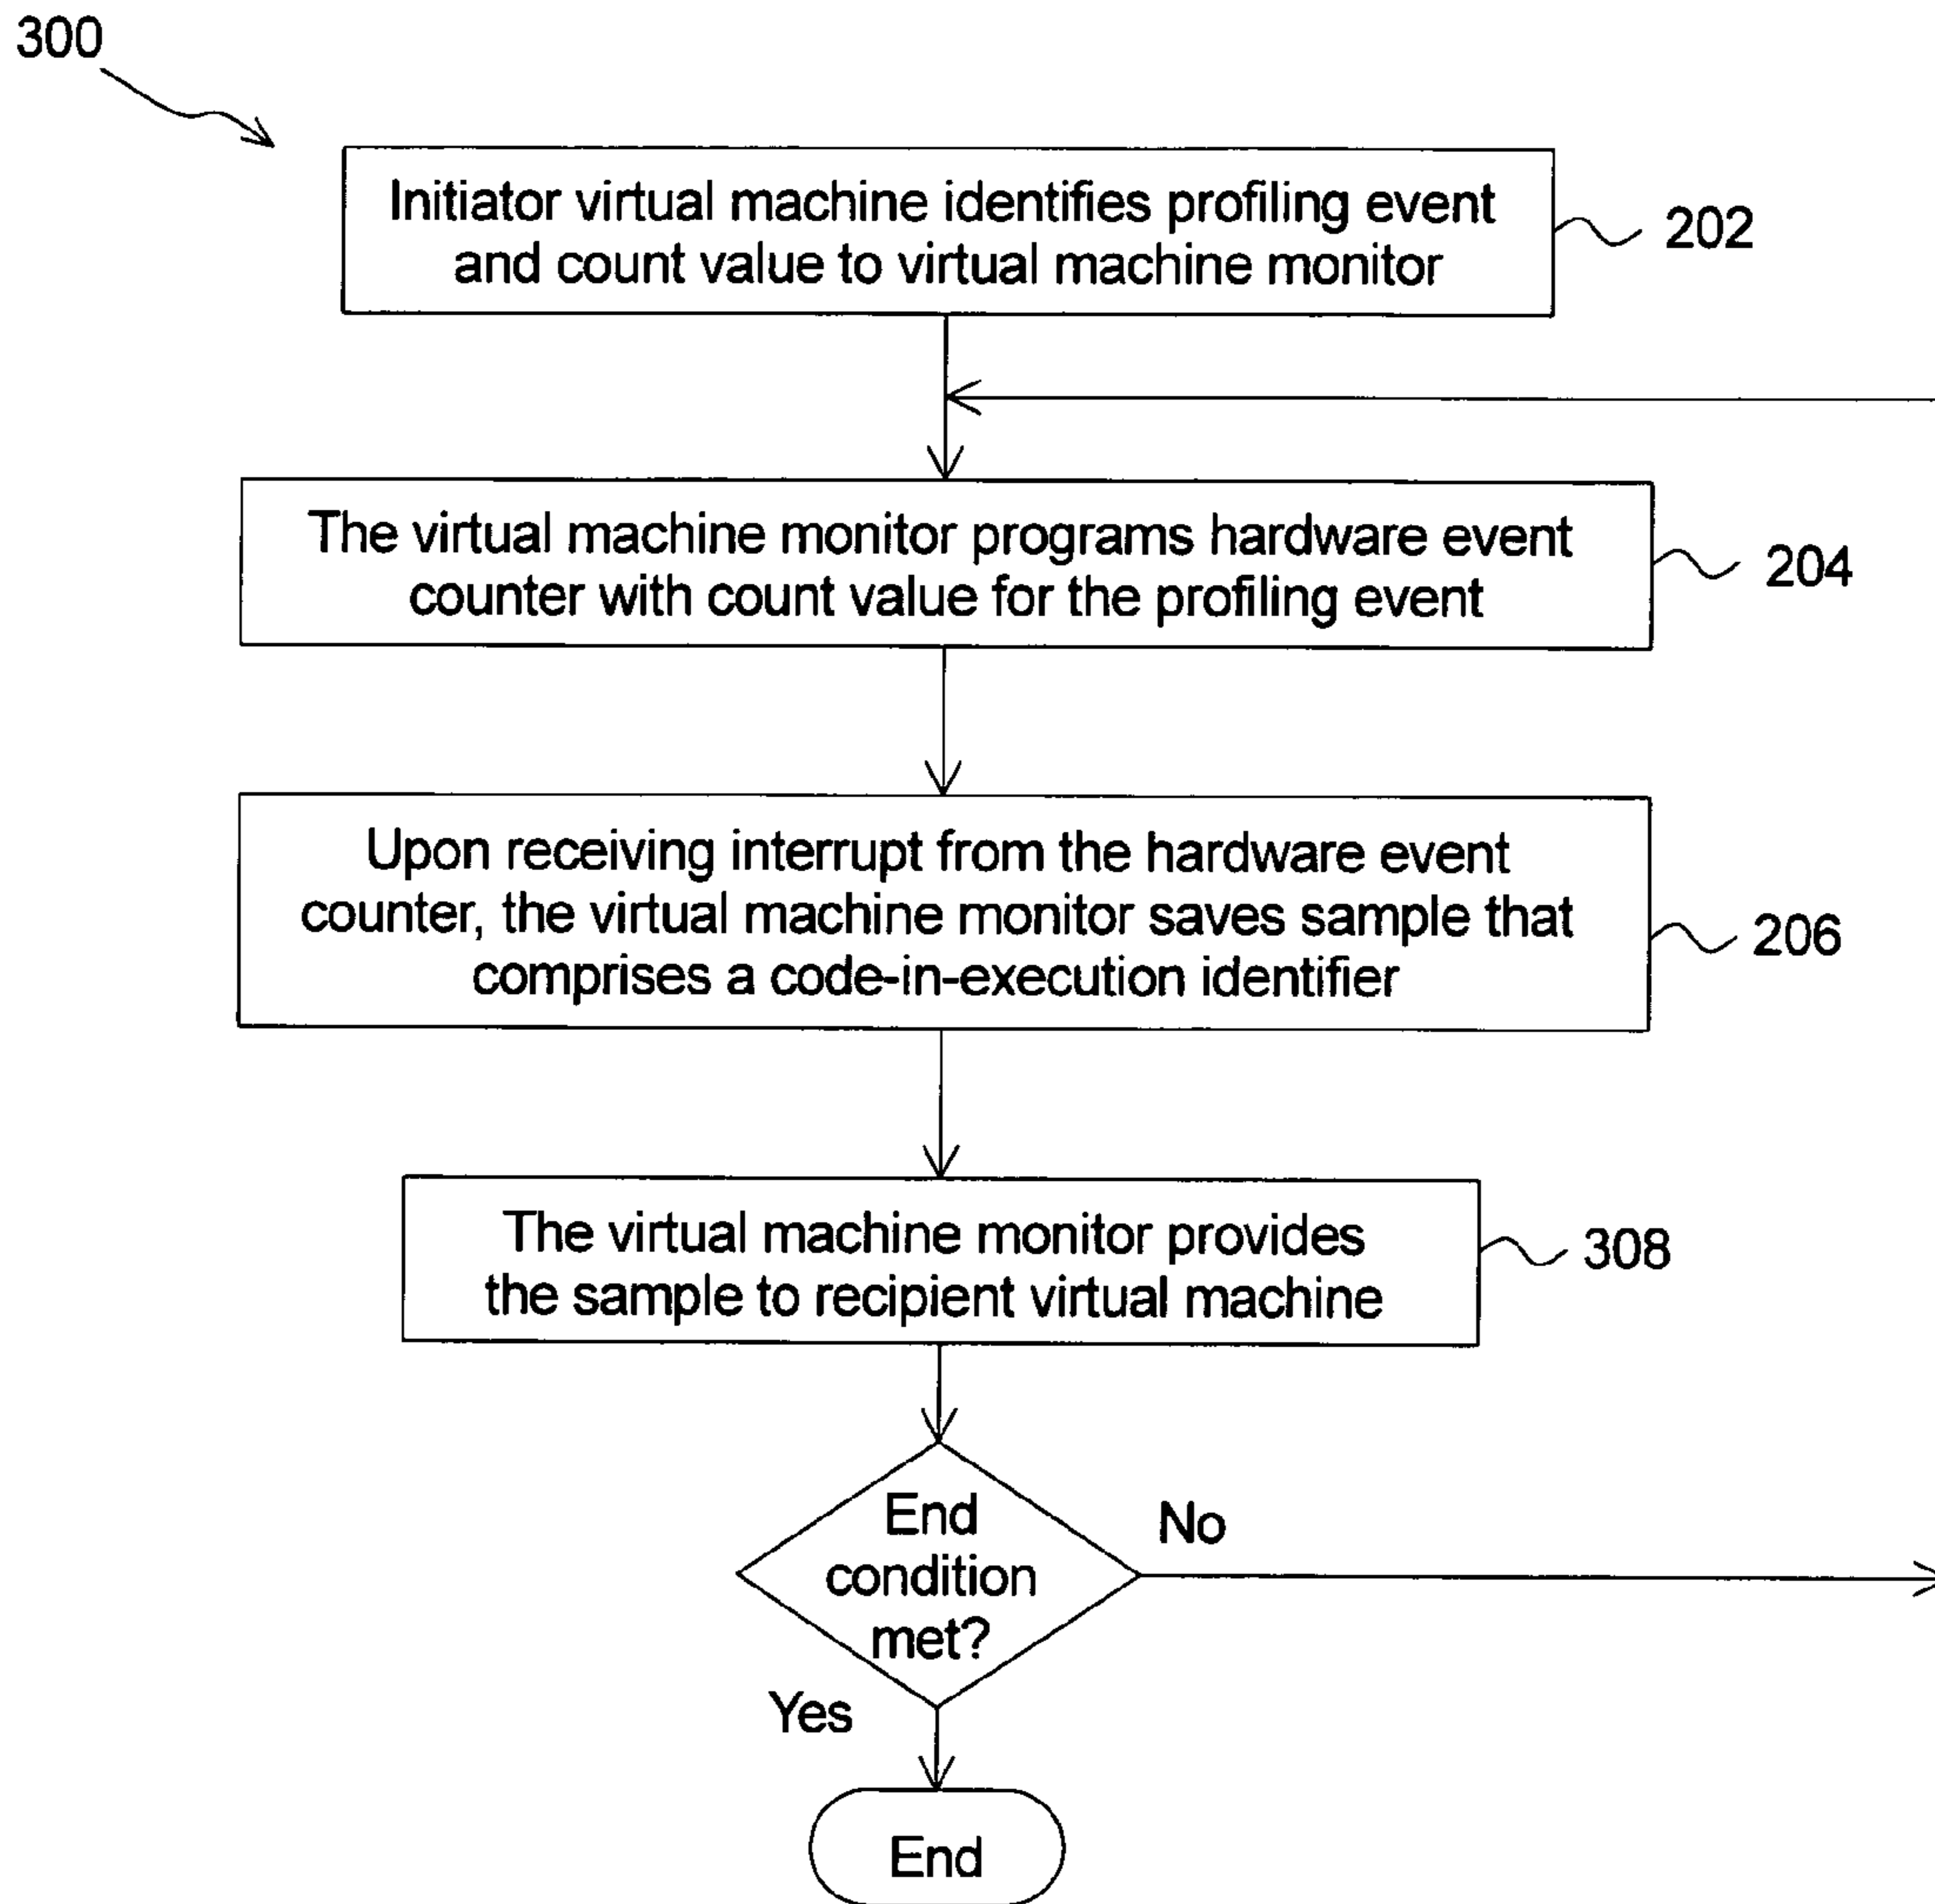 300
Initiator virtual machine identifies profiling event
and count value to virtual machine monitor
202
The virtual machine monitor programs hardware event
counter with count value for the profiling event
204
Upon receiving interrupt from the hardware event
counter, the virtual machine monitor saves sample that
comprises a code-in-execution identifier
206
The virtual machine monitor provides
the sample to recipient virtual machine
308
End
condition
met?
No
Yes
End